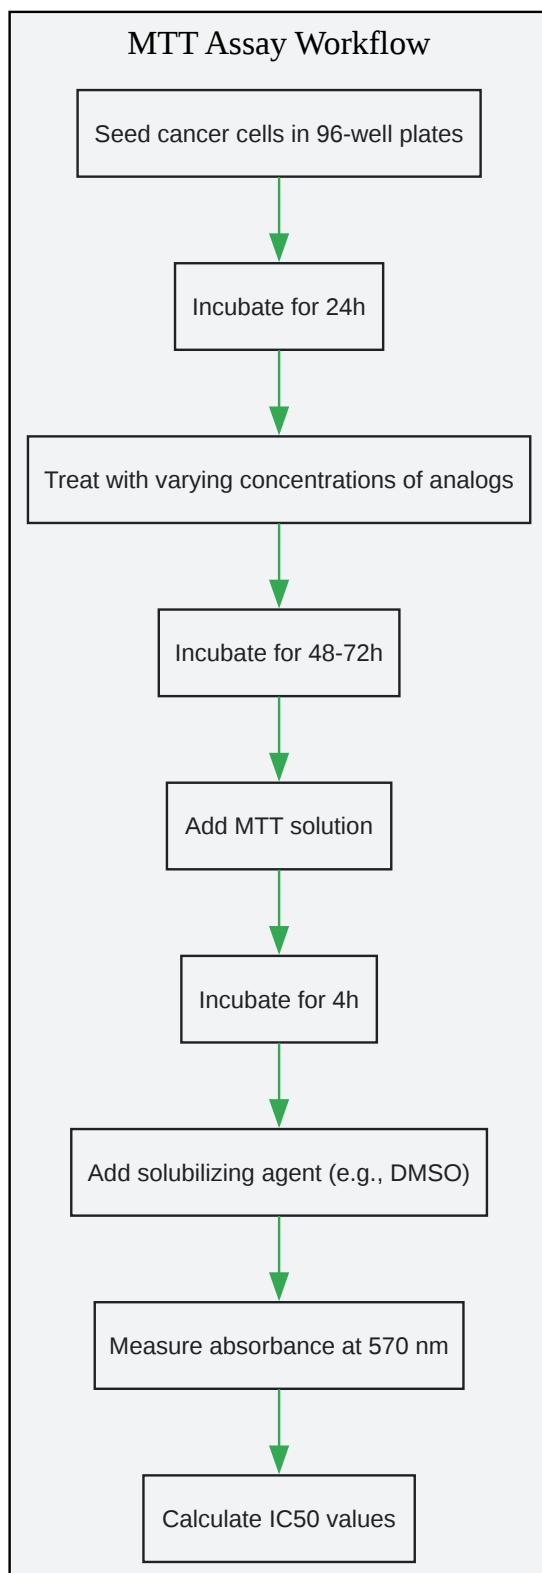 MTT Assay Workflow
Seed cancer cells in 96-well plates
Incubate for 24h
Treat with varying concentrations of analogs
Incubate for 48-72h
Add MTT solution
Incubate for 4h
Add solubilizing agent (e.g., DMSO)
Measure absorbance at 570 nm
Calculate IC50 values